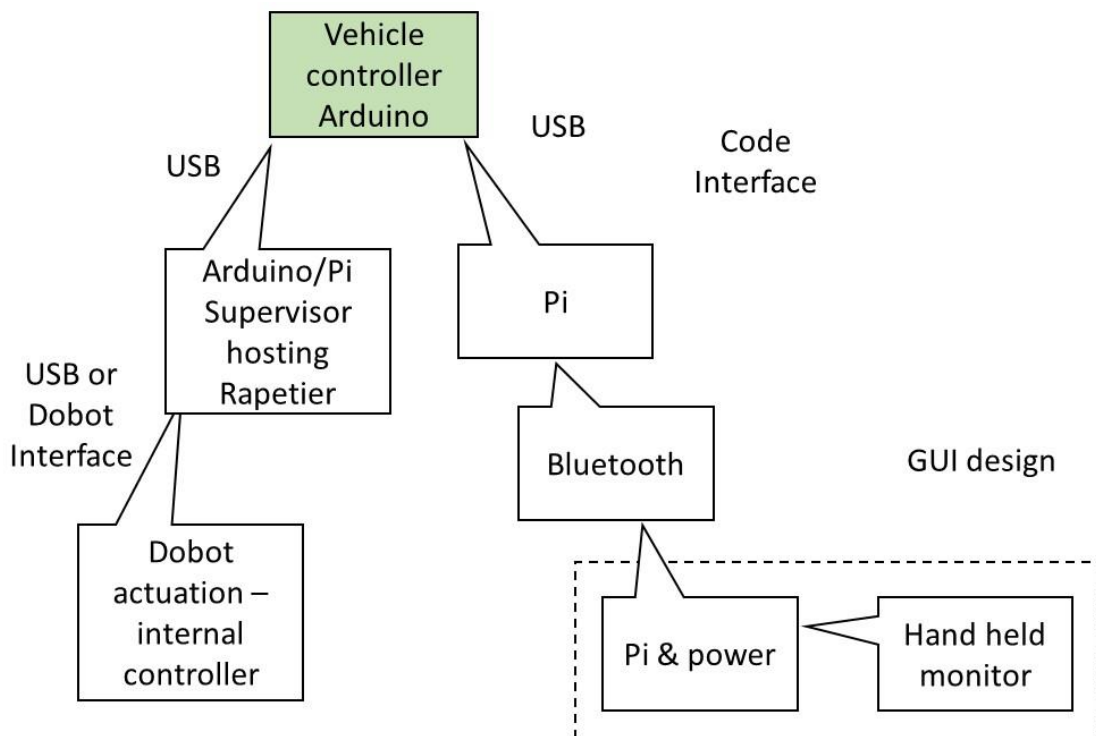 Vehicle
controller
Arduino
USB
USB
Code
Interface
Arduino/Pi
Supervisor
hosting
Rapetier
Pi
USB or
Dobot
Interface
Bluetooth
GUI design
Dobot
actuation –
internal
controller
Pi & power
Hand held
monitor